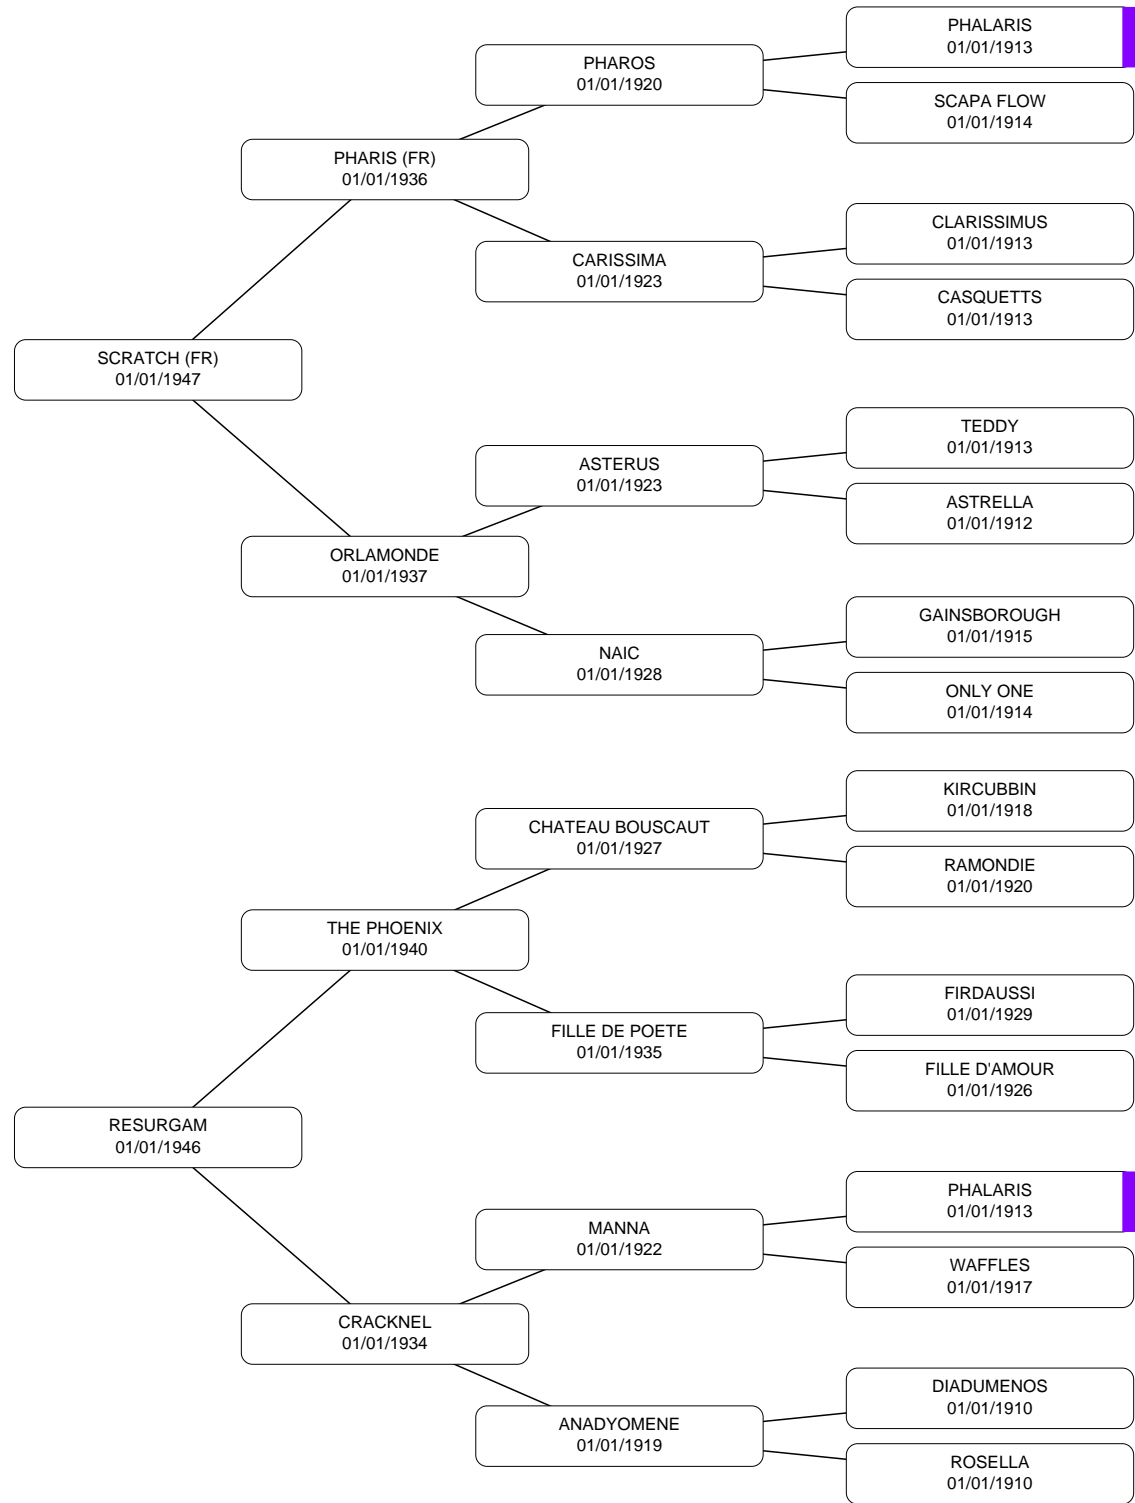 PHALARIS
01/01/1913
PHAROS
01/01/1920
SCAPA FLOW
01/01/1914
PHARIS (FR)
01/01/1936
CLARISSIMUS
01/01/1913
CARISSIMA
01/01/1923
CASQUETTS
01/01/1913
SCRATCH (FR)
01/01/1947
TEDDY
01/01/1913
ASTERUS
01/01/1923
ASTRELLA
01/01/1912
ORLAMONDE
01/01/1937
GAINSBOROUGH
01/01/1915
NAIC
01/01/1928
ONLY ONE
01/01/1914
KIRCUBBIN
01/01/1918
CHATEAU BOUSCAUT
01/01/1927
RAMONDIE
01/01/1920
THE PHOENIX
01/01/1940
FIRDAUSSI
01/01/1929
FILLE DE POETE
01/01/1935
FILLE D'AMOUR
01/01/1926
RESURGAM
01/01/1946
PHALARIS
01/01/1913
MANNA
01/01/1922
WAFFLES
01/01/1917
CRACKNEL
01/01/1934
DIADUMENOS
01/01/1910
ANADYOMENE
01/01/1919
ROSELLA
01/01/1910